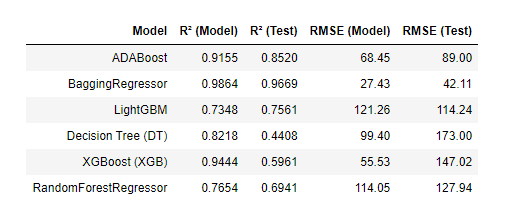 Model R² (Model) R² (Test) RMSE (Model) RMSE (Test)
ADABoost 0.9155 0.8520 68.45 89.00
BaggingRegressor 0.9864 0.9669 27.43 42.11
LightGBM 0.7348 0.7561 121.26 114.24
Decision Tree (DT) 0.8218 0.4408 99.40 173.00
XGBoost (XGB) 0.9444 0.5961 55.53 147.02
RandomForestRegressor 0.7654 0.6941 114.05 127.94